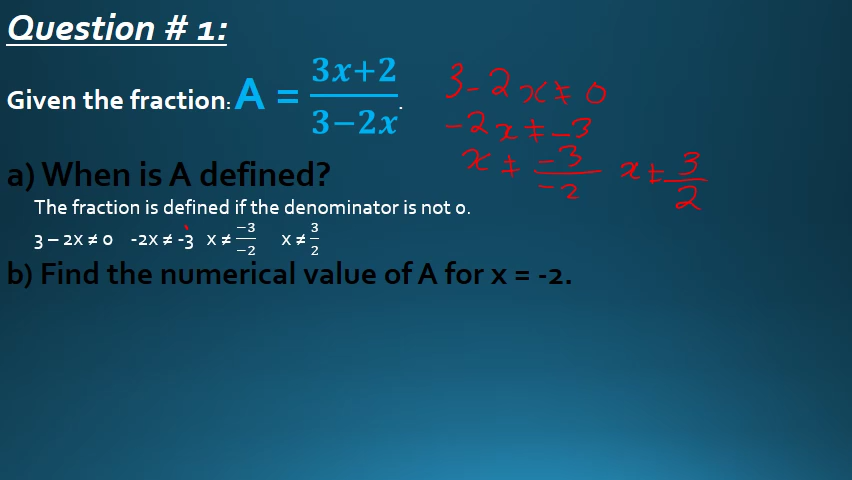 Question # 1:
Given the fraction: A = (3x+2)/(3−2x).
3 - 2x ≠ 0
-2x ≠ -3
x ≠ -3/-2 x ≠ 3/2
a) When is A defined?
The fraction is defined if the denominator is not 0.
3 – 2x ≠ 0 -2x ≠ -3 x ≠ −3/−2 x ≠ 3/2
b) Find the numerical value of A for x = -2.